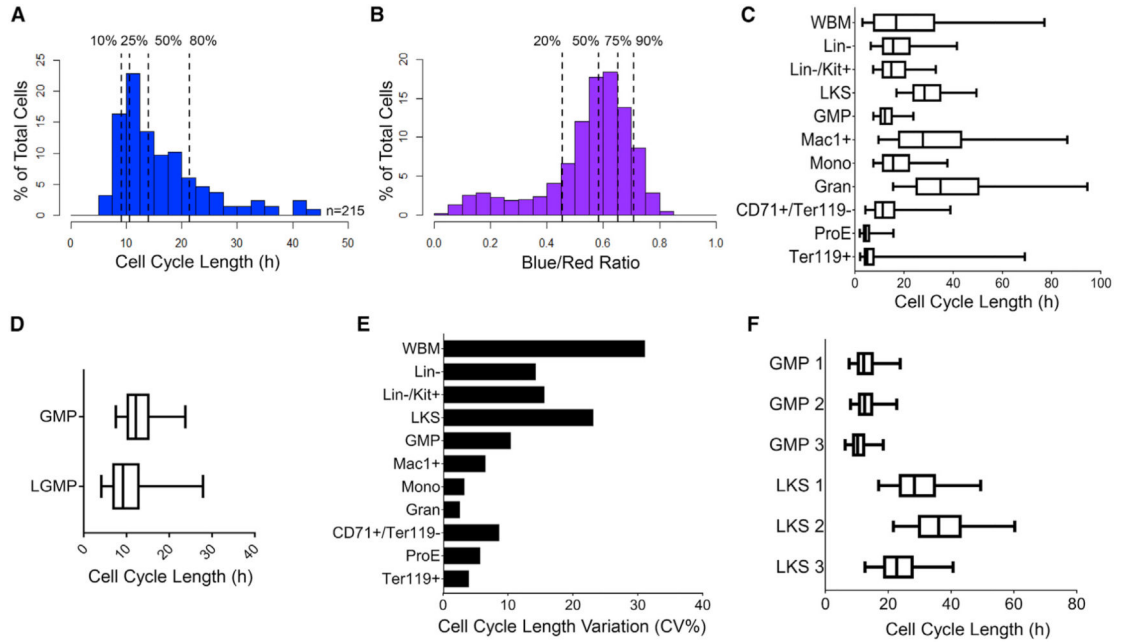 A
10% 25% 50% 80%
25
20
15
10
5
0
% of Total Cells
n=215
0 10 20 30 40 50
Cell Cycle Length (h)
B
20% 50% 75% 90%
25
20
15
10
5
0
% of Total Cells
0.0 0.2 0.4 0.6 0.8 1.0
Blue/Red Ratio
C
WBM
Lin-
Lin-/Kit+
LKS
GMP
Mac1+
Mono
Gran
CD71+/Ter119-
ProE
Ter119+
0 20 40 60 80 100
Cell Cycle Length (h)
D
GMP
LGMP
0 10 20 30 40
Cell Cycle Length (h)
E
WBM
Lin-
Lin-/Kit+
LKS
GMP
Mac1+
Mono
Gran
CD71+/Ter119-
ProE
Ter119+
0 10 20 30 40
Cell Cycle Length Variation (CV%)
F
GMP 1
GMP 2
GMP 3
LKS 1
LKS 2
LKS 3
0 20 40 60 80
Cell Cycle Length (h)